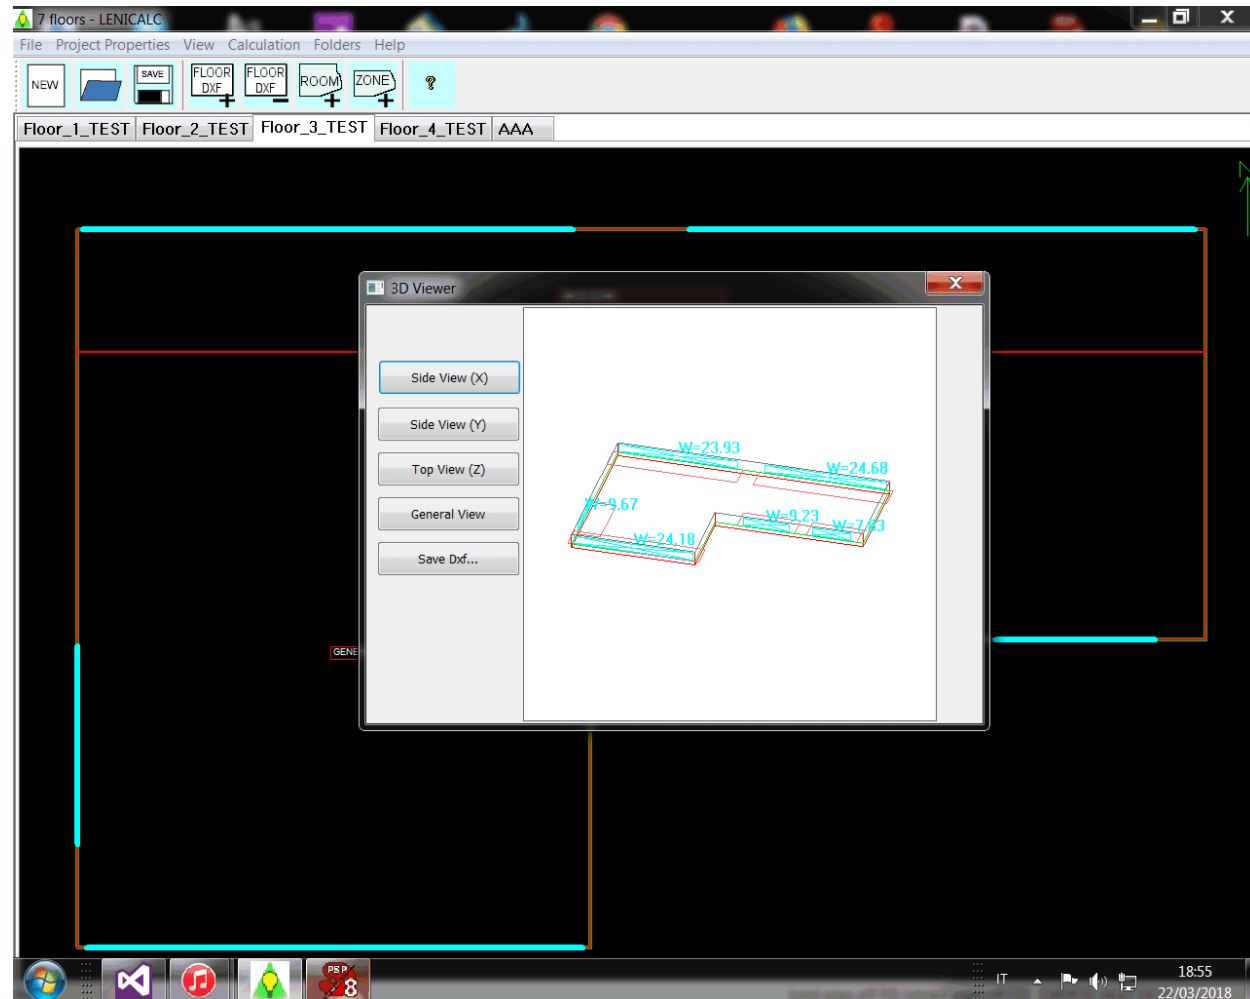 7 floors - LENICALC
File Project Properties View Calculation Folders Help
NEW SAVE FLOOR DXF + FLOOR DXF - ROOM + ZONE + ?
Floor_1_TEST Floor_2_TEST Floor_3_TEST Floor_4_TEST AAA
N
3D Viewer
Side View (X)
Side View (Y)
Top View (Z)
General View
Save Dxf...
W=23.93
W=24.68
W=9.67
W=9.23
W=24.18
GENE
PSP
8
IT
18:55
22/03/2018